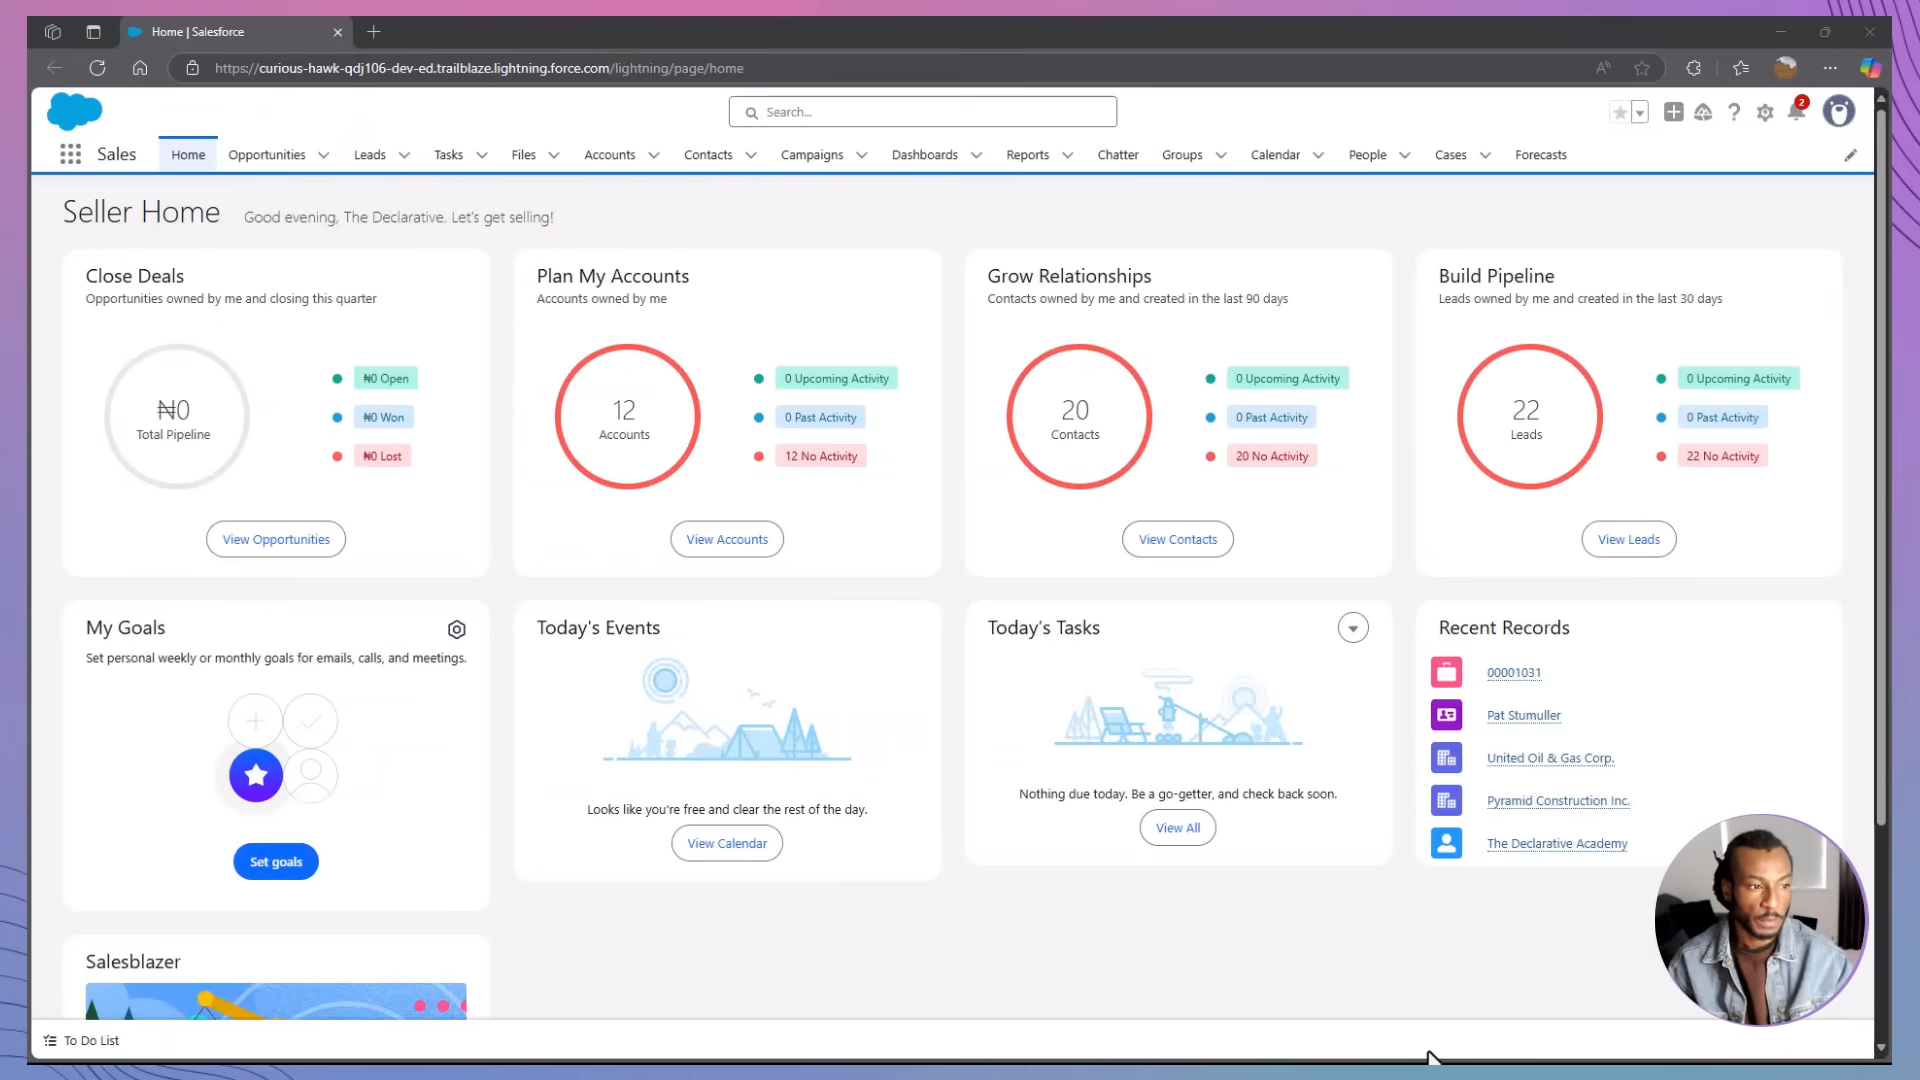 Home | Salesforce
https://curious-hawk-qdj106-dev-ed.trailblaze.lightning.force.com/lightning/page/home
Search...
2
Sales
Home
Opportunities
Leads
Tasks
Files
Accounts
Contacts
Campaigns
Dashboards
Reports
Chatter
Groups
Calendar
People
Cases
Forecasts
Seller Home
Good evening, The Declarative. Let's get selling!
Close Deals
Opportunities owned by me and closing this quarter
₦0
Total Pipeline
₦0 Open
₦0 Won
₦0 Lost
View Opportunities
Plan My Accounts
Accounts owned by me
12
Accounts
0 Upcoming Activity
0 Past Activity
12 No Activity
View Accounts
Grow Relationships
Contacts owned by me and created in the last 90 days
20
Contacts
0 Upcoming Activity
0 Past Activity
20 No Activity
View Contacts
Build Pipeline
Leads owned by me and created in the last 30 days
22
Leads
0 Upcoming Activity
0 Past Activity
22 No Activity
View Leads
My Goals
Set personal weekly or monthly goals for emails, calls, and meetings.
Set goals
Today's Events
Looks like you're free and clear the rest of the day.
View Calendar
Today's Tasks
Nothing due today. Be a go-getter, and check back soon.
View All
Recent Records
00001031
Pat Stumuller
United Oil & Gas Corp.
Pyramid Construction Inc.
The Declarative Academy
Salesblazer
To Do List